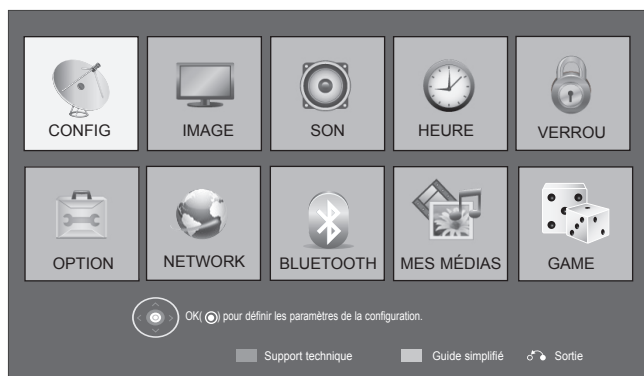 CONFIG IMAGE SON HEURE VERROU
OPTION NETWORK BLUETOOTH MES MÉDIAS GAME
OK( ) pour définir les paramètres de la configuration.
Support technique Guide simplifié Sortie